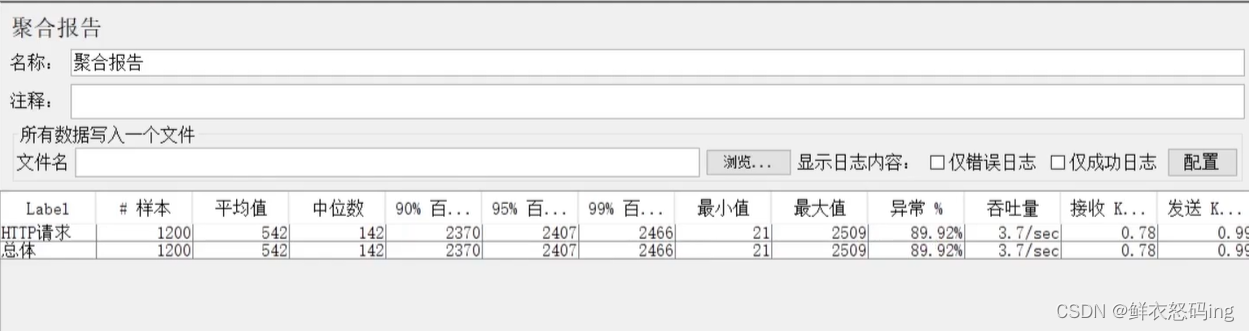 聚合报告
名称： 聚合报告
注释：
所有数据写入一个文件
文件名 浏览... 显示日志内容： 仅错误日志 仅成功日志 配置
Label # 样本 平均值 中位数 90% 百... 95% 百... 99% 百... 最小值 最大值 异常 % 吞吐量 接收 K... 发送 K...
HTTP请求 1200 542 142 2370 2407 2466 21 2509 89.92% 3.7/sec 0.78 0.99
总体 1200 542 142 2370 2407 2466 21 2509 89.92% 3.7/sec 0.78 0.99
CSDN @鲜衣怒码ing